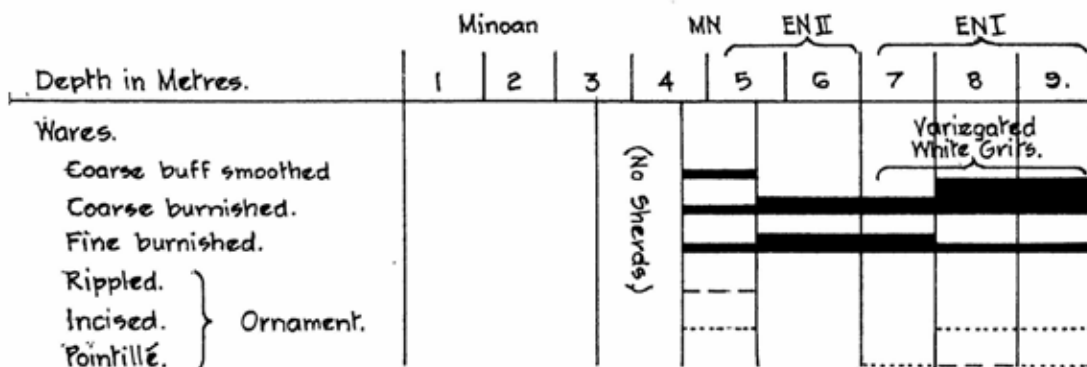 Minoan MN EN II EN I
Depth in Metres. 1 2 3 4 5 6 7 8 9.
Wares.
Variegated
White Grits.
Coarse buff smoothed
(No Sherds)
Coarse burnished.
Fine burnished.
Rippled.
Incised. Ornament.
Pointillé.